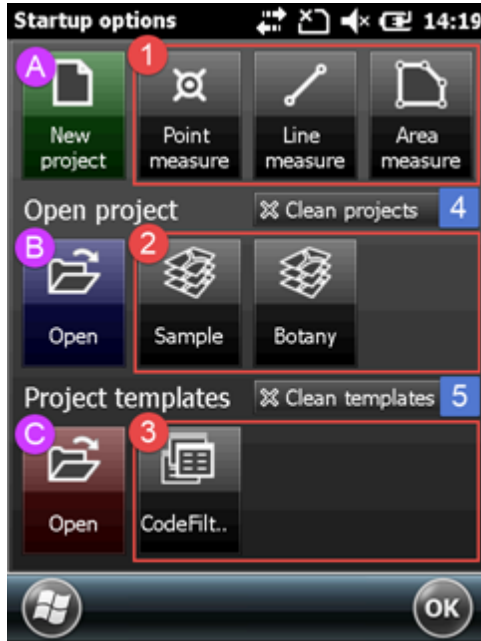 Startup options 14:19
A 1
New project
Point measure
Line measure
Area measure
Open project Clean projects 4
B 2
Open Sample Botany
Project templates Clean templates 5
C 3
Open CodeFilt..
OK